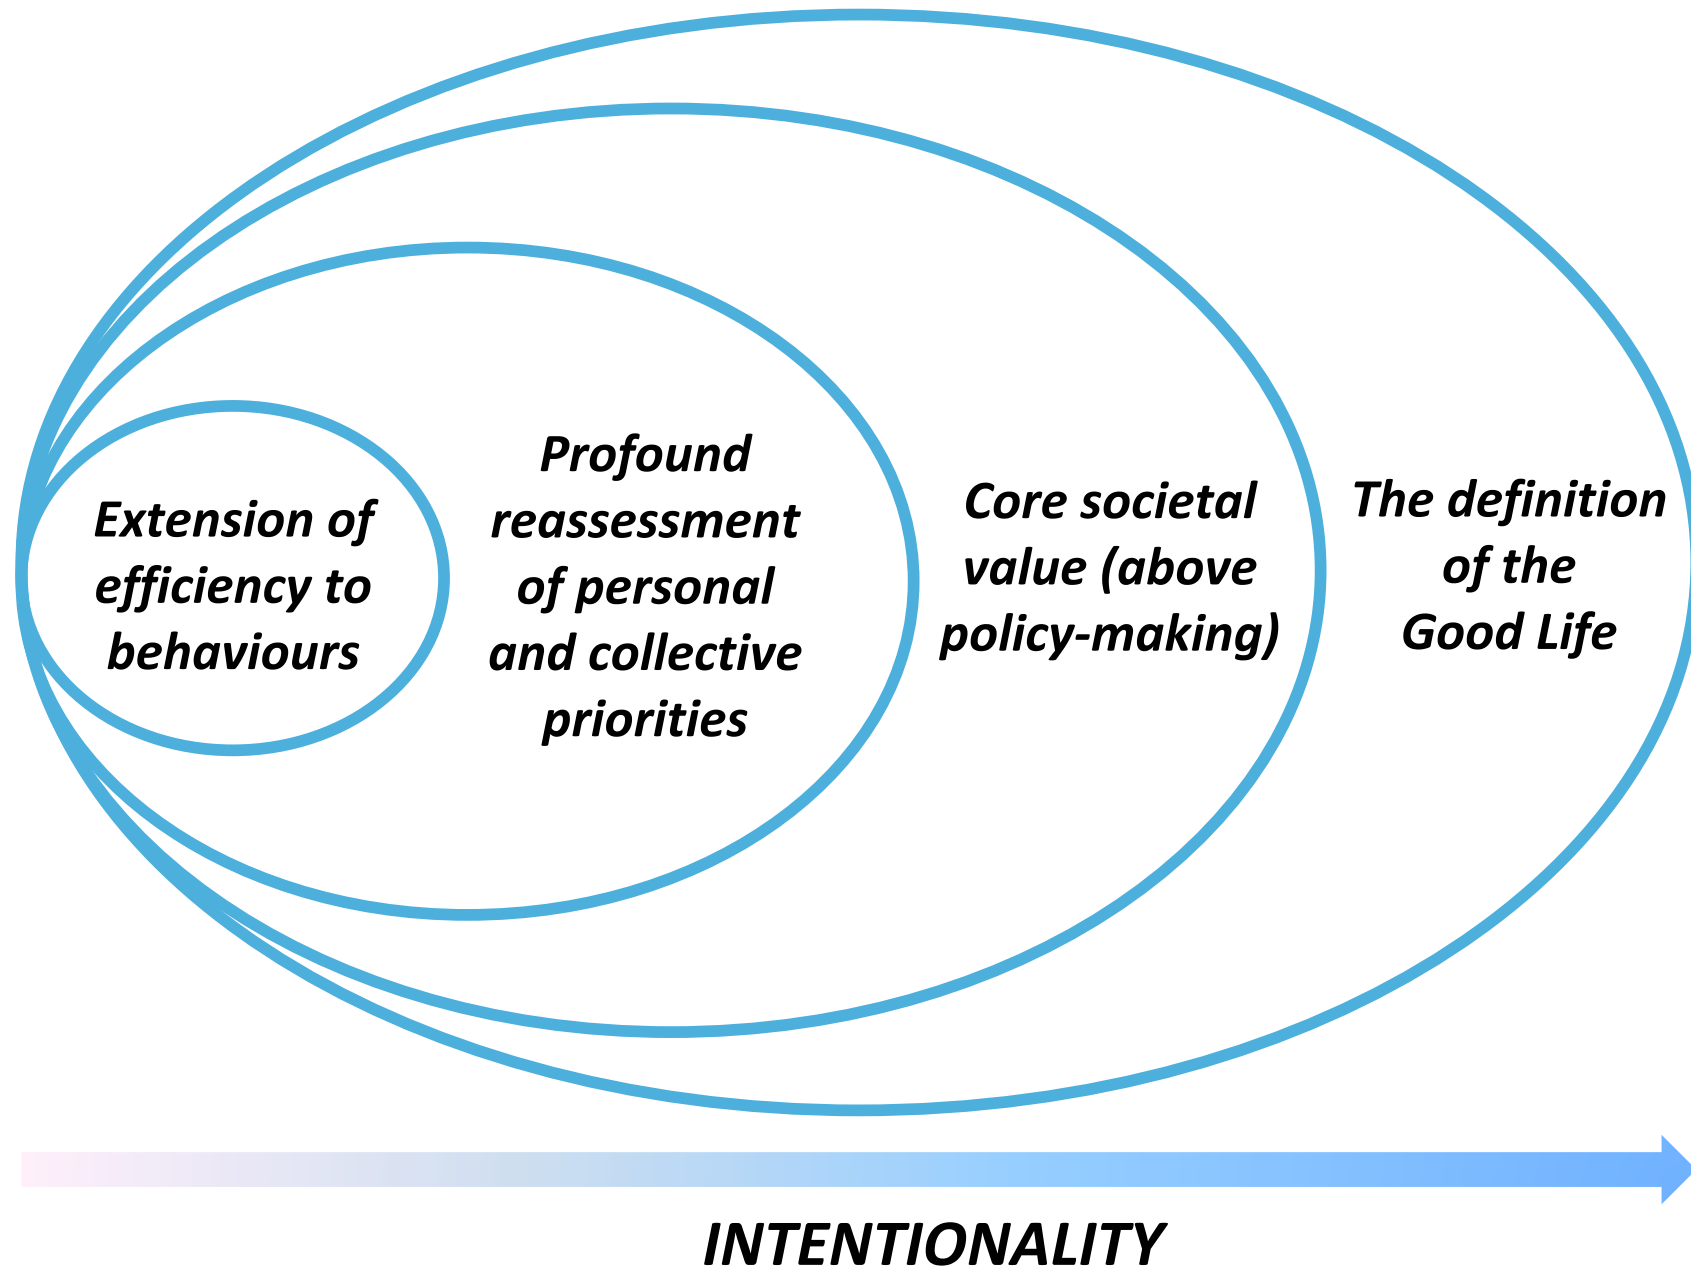 Extension of
efficiency to
behaviours
Profound
reassessment
of personal
and collective
priorities
Core societal
value (above
policy-making)
The definition
of the
Good Life
INTENTIONALITY